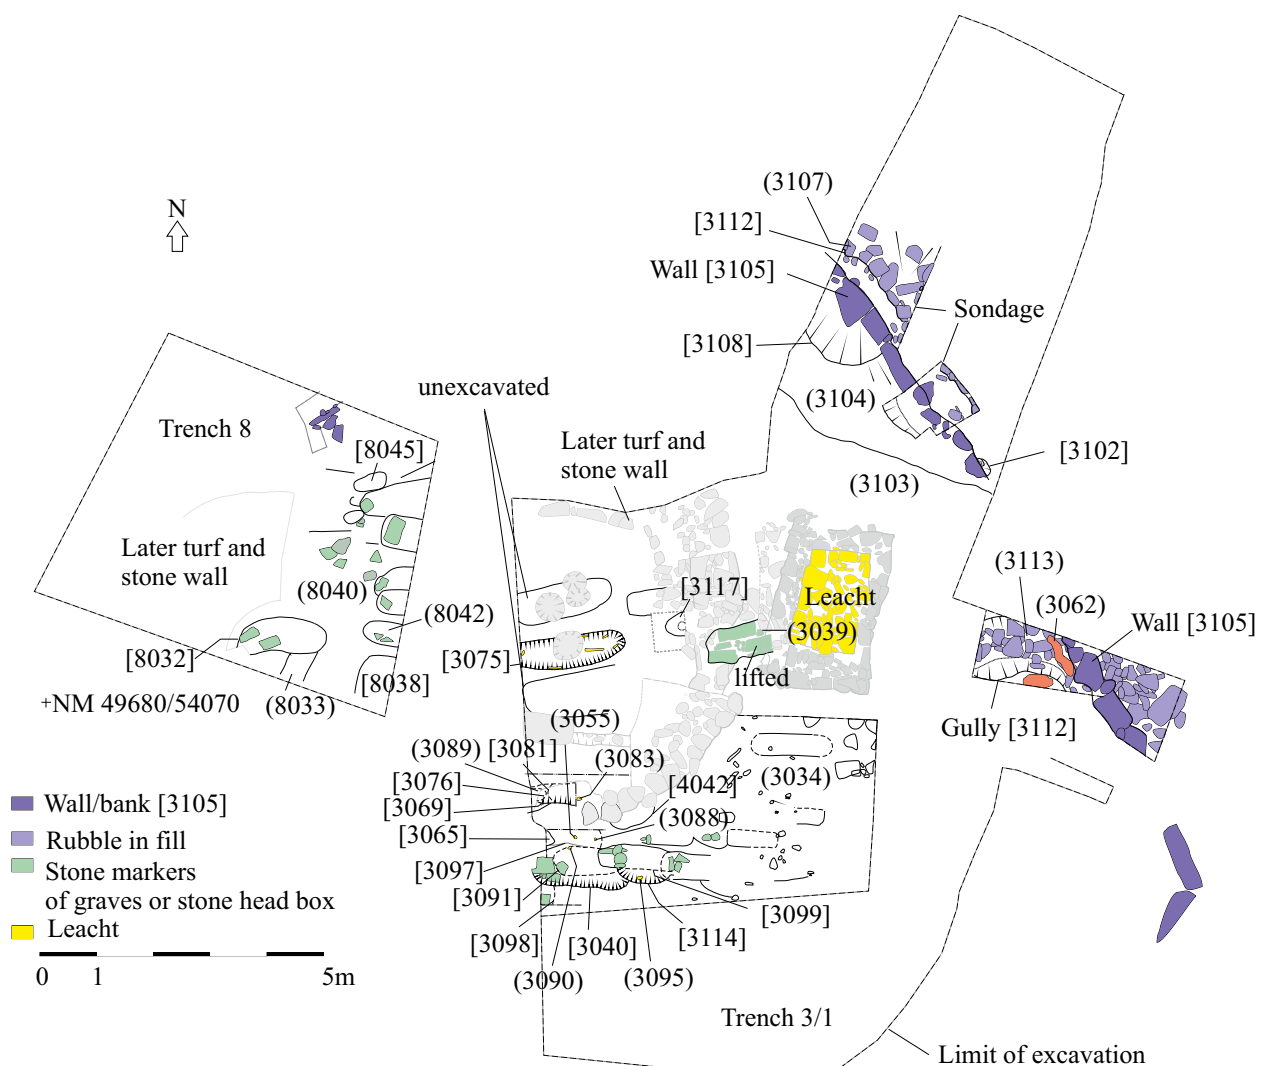 N
(3107)
[3112]
Wall [3105]
Sondage
[3108]
(3104)
[3102]
(3103)
unexcavated
Trench 8
[8045]
Later turf and
stone wall
Later turf and
stone wall
(8040)
(8042)
[8032]
[8038]
+NM 49680/54070
(8033)
[3117]
Leacht
(3039)
lifted
[3075]
(3113)
(3062)
Wall [3105]
Gully [3112]
(3055)
(3089)
[3081]
(3083)
[3076]
[3069]
[4042]
(3034)
[3065]
(3088)
[3097]
[3091]
[3099]
[3098]
[3040]
[3114]
(3090)
(3095)
Wall/bank [3105]
Rubble in fill
Stone markers
of graves or stone head box
Leacht
0 1 5m
Trench 3/1
Limit of excavation